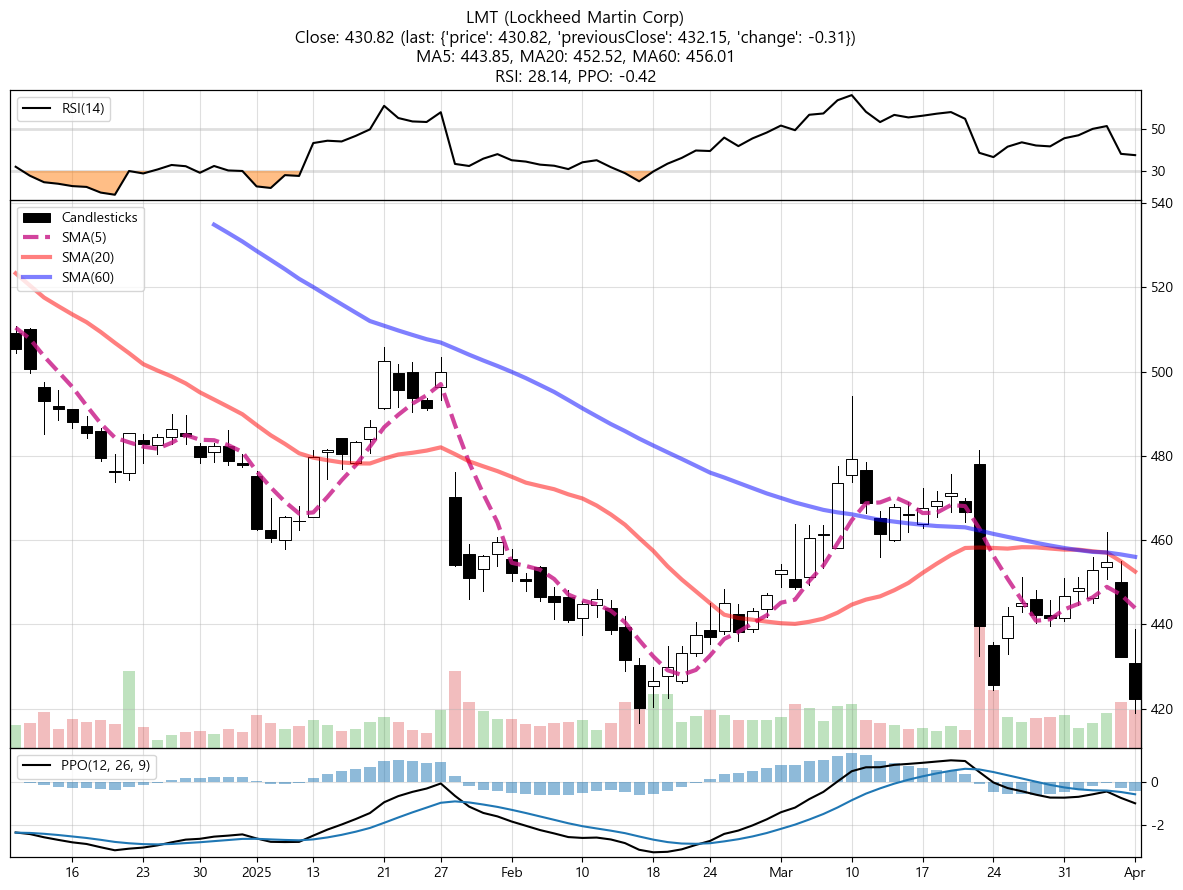 LMT (Lockheed Martin Corp)
Close: 430.82 (last: {'price': 430.82, 'previousClose': 432.15, 'change': -0.31})
MA5: 443.85, MA20: 452.52, MA60: 456.01
RSI: 28.14, PPO: -0.42
RSI(14)
50
30
Candlesticks
SMA(5)
SMA(20)
SMA(60)
540
520
500
480
460
440
420
PPO(12, 26, 9)
0
-2
16 23 30 2025 13 21 27 Feb 10 18 24 Mar 10 17 24 31 Apr